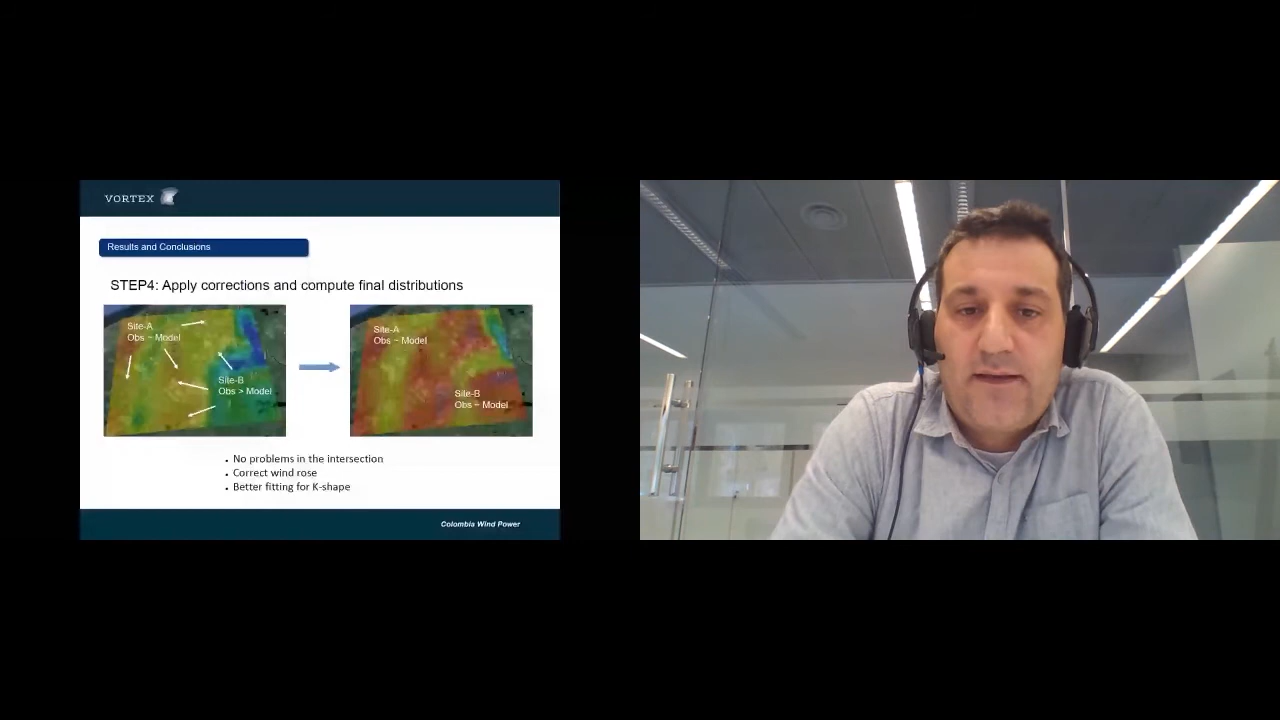 VORTEX
Results and Conclusions
STEP4: Apply corrections and compute final distributions
Site-A
Obs ~ Model
Site-B
Obs > Model
Site-A
Obs ~ Model
Site-B
Obs ~ Model
• No problems in the intersection
• Correct wind rose
• Better fitting for K-shape
Colombia Wind Power